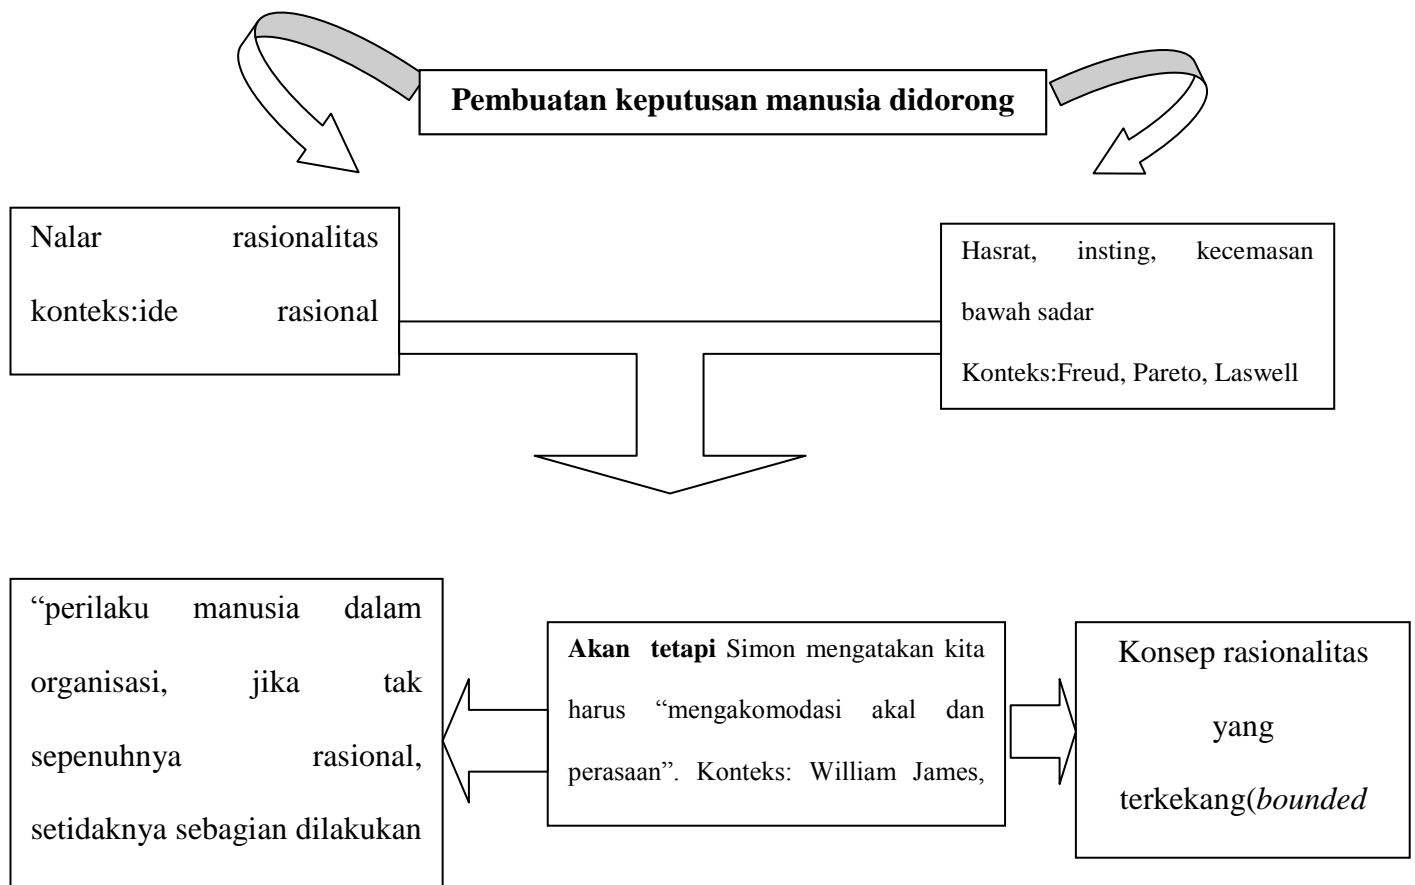 Pembuatan keputusan manusia didorong
Nalar rasionalitas
konteks:ide rasional
Hasrat, insting, kecemasan
bawah sadar
Konteks:Freud, Pareto, Laswell
“perilaku manusia dalam
organisasi, jika tak
sepenuhnya rasional,
setidaknya sebagian dilakukan
Akan tetapi Simon mengatakan kita
harus “mengakomodasi akal dan
perasaan”. Konteks: William James,
Konsep rasionalitas
yang
terkekang(bounded